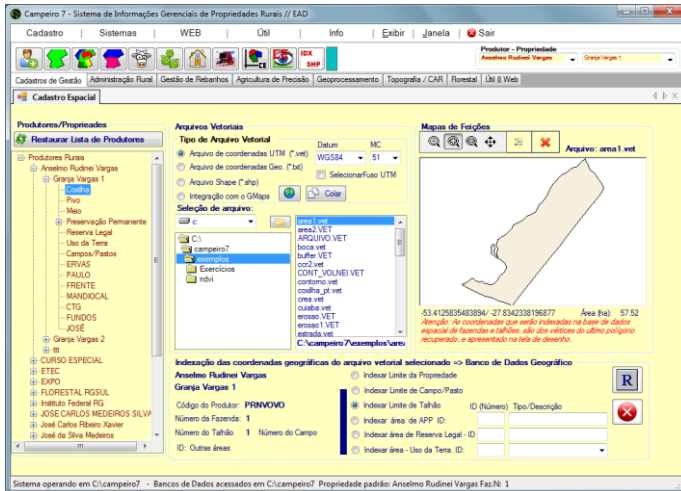 Campeiro 7 - Sistema de Informações Gerenciais de Propriedades Rurais // EAD
Cadastro | Sistemas | WEB | Útil | Info | Exibir | Janela | Sair
Produtor - Propriedade
Anselmo Rudinei Vargas
Granja Vargas 1
IDX
SHP
Cadastros de Gestão
Administração Rural
Gestão de Rebanhos
Agricultura de Precisão
Geoprocessamento
Topografia / CAR
Florestal
Útil || Web
Cadastro Espacial
Produtores/Proprieades
Restaurar Lista de Produtores
Produtores Rurais
Anselmo Rudinei Vargas
Granja Vargas 1
Coxilha
Pivo
Meio
Preservação Permanente
Reserva Legal
Uso da Terra
Campos/Pastos
ERVAS
PAULO
FRENTE
MANDIOCAL
CTG
FUNDOS
JOSÉ
Granja Vargas 2
ttt
CURSO ESPECIAL
ETEC
EXPO
FLORESTAL RGSUL
Instituto Federal RG
JOSE CARLOS MEDEIROS SILVA
José Carlos Ribeiro Xavier
José da Silva Medeiros
Arquivos Vetoriais
Tipo de Arquivo Vetorial
Datum
MC
Arquivo de coordenadas UTM (*.vet)
WGS84
51
Arquivo de coordenadas Geo. (*.txt)
SelecionarFuso UTM
Arquivo Shape (*.shp)
Integração com o GMaps
Colar
Seleção de arquivo:
c:
C:\
campeiro7
exemplos
Exercícios
ndvi
area1.vet
area2.VET
ARQUIVO.VET
boca.vet
buffer.VET
ccr2.vet
CONT_VOLNEI.VET
contorno.vet
coxilha_pt.vet
crea.vet
cuiaba.vet
erosao.VET
erosao1.VET
estrada.vet
C:\campeiro7\exemplos\area
Mapas de Feições
Arquivo: area1.vet
-53.4125835483894/ -27.8342338196877
Área (ha): 57.52
Atenção: As coordenadas que serão indexadas na base de dados
espacial de fazendas e talhões, são dos vértices do ultimo polígono
recuperado, e apresentado na tela de desenho.
Indexação das coordenadas geográficas do arquivo vetorial selecionado => Banco de Dados Geográfico
Anselmo Rudinei Vargas
Granja Vargas 1
Código do Produtor: PRNVOVO
Número da Fazenda: 1
Número do Talhão 1 Número do Campo
ID: Outras áreas
Indexar Limite da Propriedade
Indexar Limite de Campo/Pasto
Indexar Limite de Talhão
ID (Número) Tipo/Descrição
Indexar área de APP ID:
Indexar área de Reserva Legal - ID
Indexar área - Uso da Terra. ID:
R
Sistema operando em C:\campeiro7 - Bancos de Dados acessados em C:\campeiro7 Propriedade padrão: Anselmo Rudinei Vargas Faz.N: 1